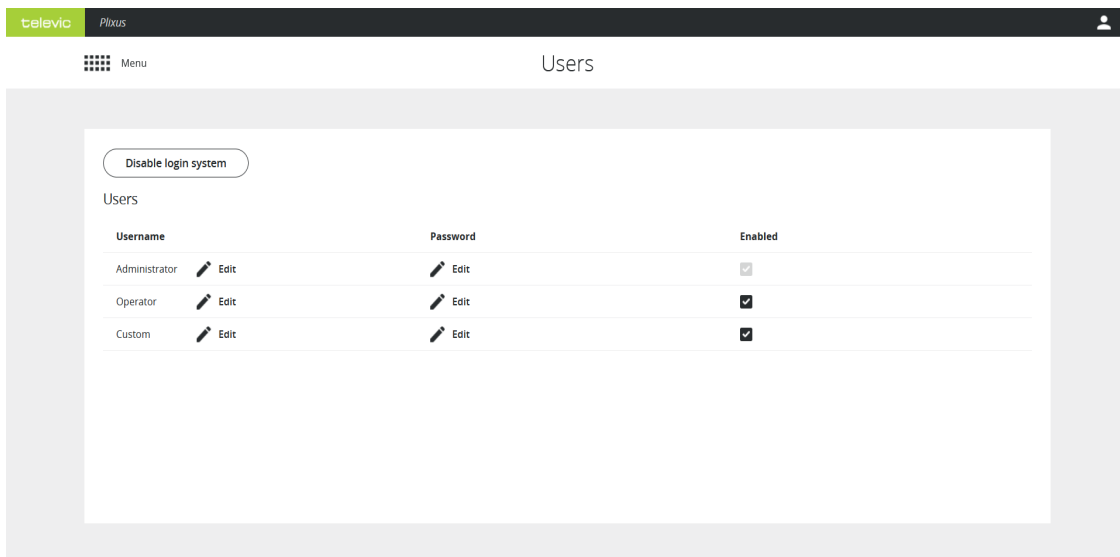 televic Plixus
Menu Users
Disable login system
Users
Username Password Enabled
Administrator Edit Edit
Operator Edit Edit
Custom Edit Edit